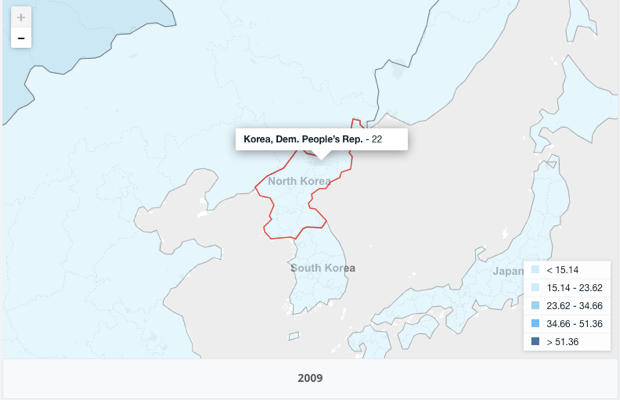 +
–
Korea, Dem. People's Rep. - 22
North Korea
South Korea
Japan
< 15.14
15.14 - 23.62
23.62 - 34.66
34.66 - 51.36
> 51.36
2009